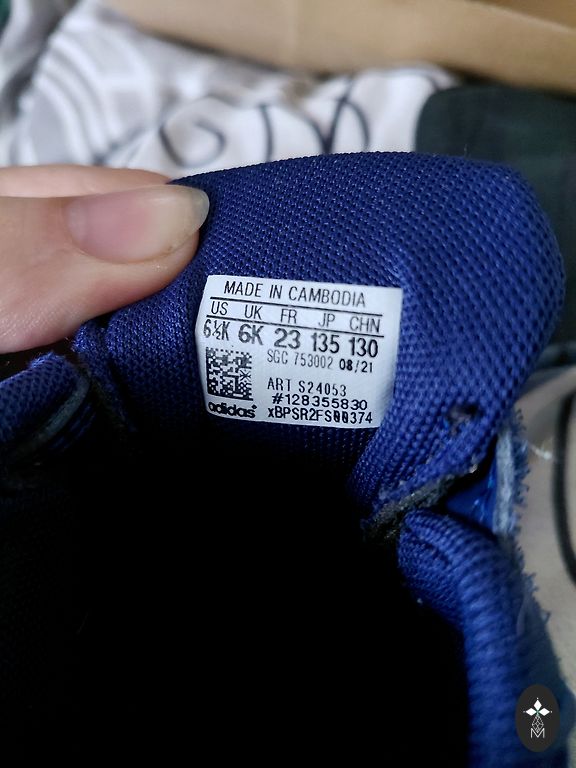 MADE IN CAMBODIA
US UK FR JP CHN
6½K 6K 23 135 130
SGC 753002 08/21
ART S24053
#128355830
adidas xBPSR2FS00374
M